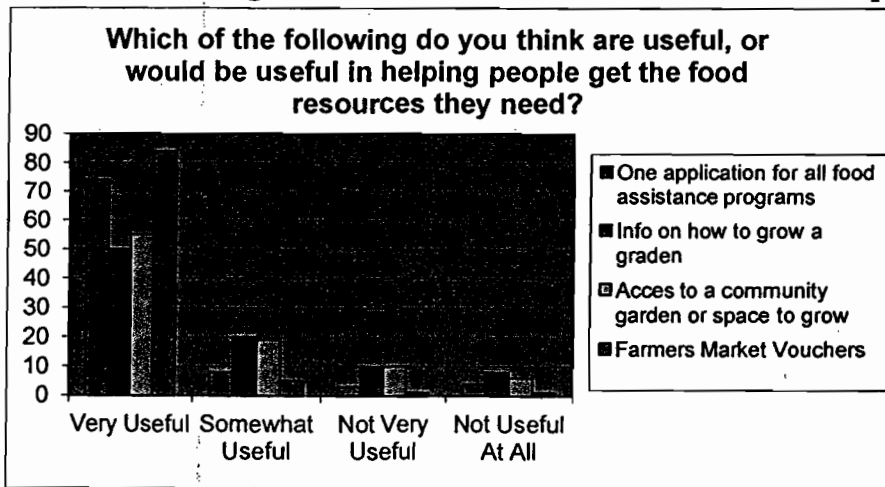 Which of the following do you think are useful, or
would be useful in helping people get the food
resources they need?
90
80
70
60
50
40
30
20
10
0
Very Useful
Somewhat
Useful
Not Very
Useful
Not Useful
At All
One application for all food
assistance programs
Info on how to grow a
graden
Acces to a community
garden or space to grow
Farmers Market Vouchers